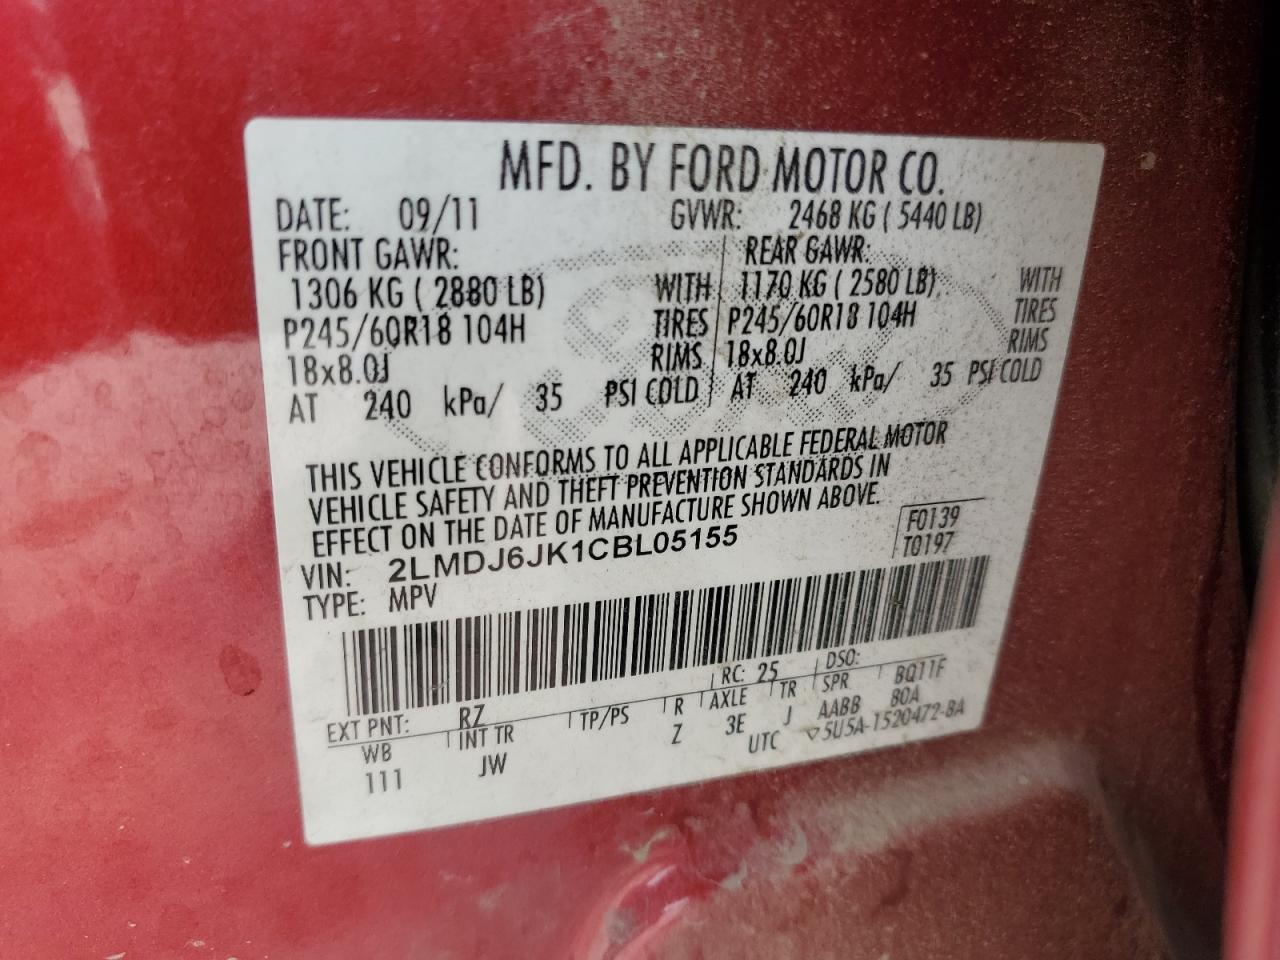 MFD. BY FORD MOTOR CO.
DATE: 09/11 GVWR: 2468 KG ( 5440 LB)
FRONT GAWR: REAR GAWR:
1306 KG ( 2880 LB) WITH 1170 KG ( 2580 LB) WITH
P245/60R18 104H TIRES P245/60R18 104H TIRES
18x8.0J RIMS 18x8.0J RIMS
AT 240 kPa/ 35 PSI COLD AT 240 kPa/ 35 PSI COLD
THIS VEHICLE CONFORMS TO ALL APPLICABLE FEDERAL MOTOR
VEHICLE SAFETY AND THEFT PREVENTION STANDARDS IN
EFFECT ON THE DATE OF MANUFACTURE SHOWN ABOVE.
VIN: 2LMDJ6JK1CBL05155 F0139
TYPE: MPV T0197
EXT PNT: RZ RC: 25 DSO:
WB INT TR TP/PS R AXLE TR SPR BQ11F
111 JW Z 3E J AABB 80A
UTC ▽5U5A-1520472-BA